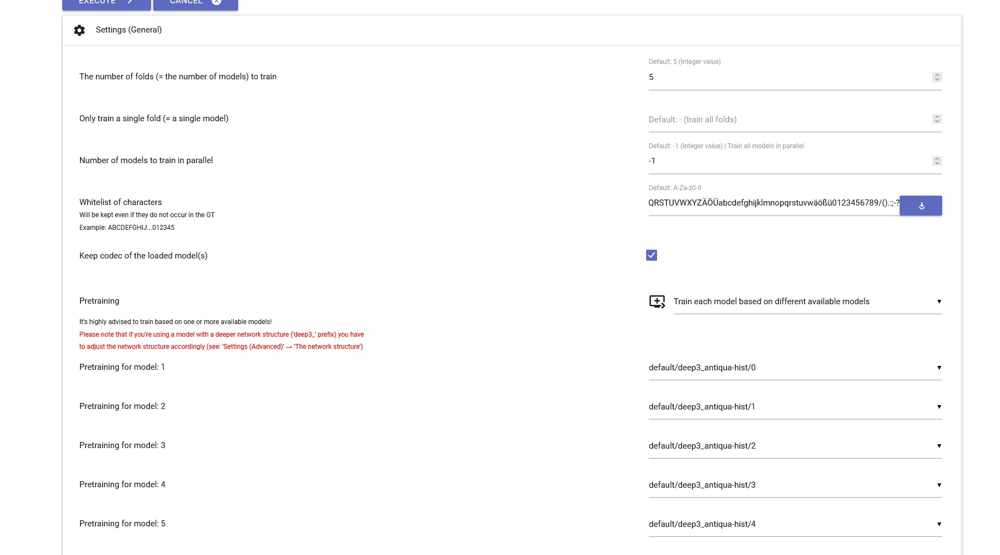 EXECUTE
CANCEL
Settings (General)
Default: 5 (Integer value)
The number of folds (= the number of models) to train
5
Only train a single fold (= a single model)
Default: - (train all folds)
Default: -1 (Integer value) | Train all models in parallel
Number of models to train in parallel
-1
Default: A-Za-z0-9
Whitelist of characters
QRSTUVWXYZÄÖÜabcdefghijklmnopqrstuvwäößü0123456789/().:;-?
Will be kept even if they do not occur in the GT
Example: ABCDEFGHIJ...012345
Keep codec of the loaded model(s)
Pretraining
Train each model based on different available models
It's highly advised to train based on one or more available models!
Please note that if you're using a model with a deeper network structure ('deep3_' prefix) you have
to adjust the network structure accordingly (see: 'Settings (Advanced)' → 'The network structure')
Pretraining for model: 1
default/deep3_antiqua-hist/0
Pretraining for model: 2
default/deep3_antiqua-hist/1
Pretraining for model: 3
default/deep3_antiqua-hist/2
Pretraining for model: 4
default/deep3_antiqua-hist/3
Pretraining for model: 5
default/deep3_antiqua-hist/4